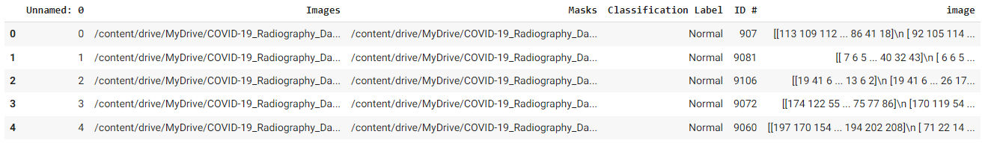 Unnamed: 0 Images Masks Classification Label ID # image
0 0 /content/drive/MyDrive/COVID-19_Radiography_Da... /content/drive/MyDrive/COVID-19_Radiography_Da... Normal 907 [[113 109 112 ... 86 41 18]\n [ 92 105 114 ...
1 1 /content/drive/MyDrive/COVID-19_Radiography_Da... /content/drive/MyDrive/COVID-19_Radiography_Da... Normal 9081 [[ 7 6 5 ... 40 32 43]\n [ 6 6 5 ...
2 2 /content/drive/MyDrive/COVID-19_Radiography_Da... /content/drive/MyDrive/COVID-19_Radiography_Da... Normal 9106 [[19 41 6 ... 13 6 2]\n [19 41 6 ... 26 17...
3 3 /content/drive/MyDrive/COVID-19_Radiography_Da... /content/drive/MyDrive/COVID-19_Radiography_Da... Normal 9072 [[174 122 55 ... 75 77 86]\n [170 119 54 ...
4 4 /content/drive/MyDrive/COVID-19_Radiography_Da... /content/drive/MyDrive/COVID-19_Radiography_Da... Normal 9060 [[197 170 154 ... 194 202 208]\n [ 71 22 14 ...